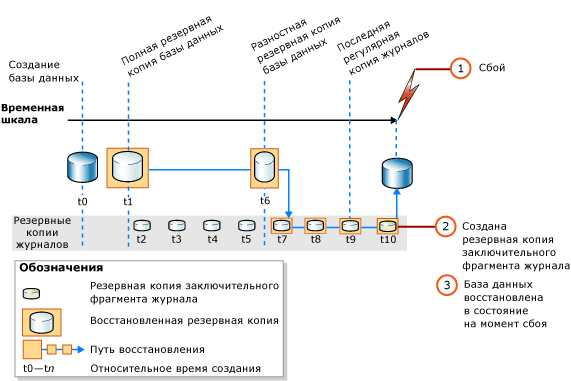 Создание
базы данных
Полная резервная
копия базы данных
Разностная
резервная копия
базы данных
Последняя
регулярная
копия журналов
1
Сбой
Временная
шкала
t0
t1
t6
Резервные
копии
журналов
t2
t3
t4
t5
t7
t8
t9
t10
2
Создана
резервная копия
заключительного
фрагмента журнала
3
База данных
восстановлена
в состояние
на момент сбоя
Обозначения
Резервная копия заключительного
фрагмента журнала
Восстановленная резервная копия
Путь восстановления
t0—tn
Относительное время создания